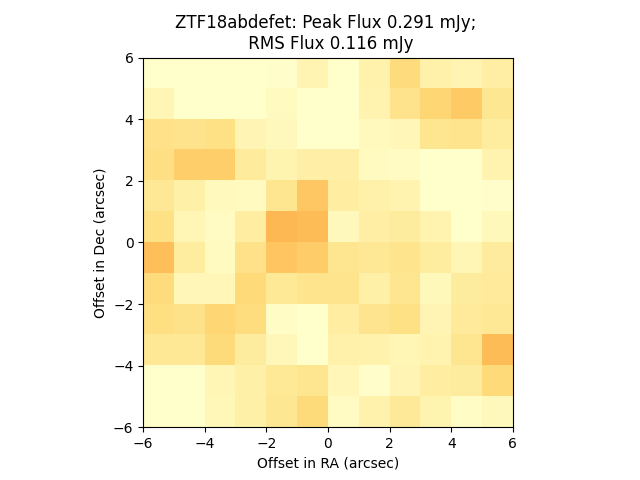 ZTF18abdefet: Peak Flux 0.291 mJy;
RMS Flux 0.116 mJy
6
4
2
0
−2
−4
−6
Offset in Dec (arcsec)
−6 −4 −2 0 2 4 6
Offset in RA (arcsec)